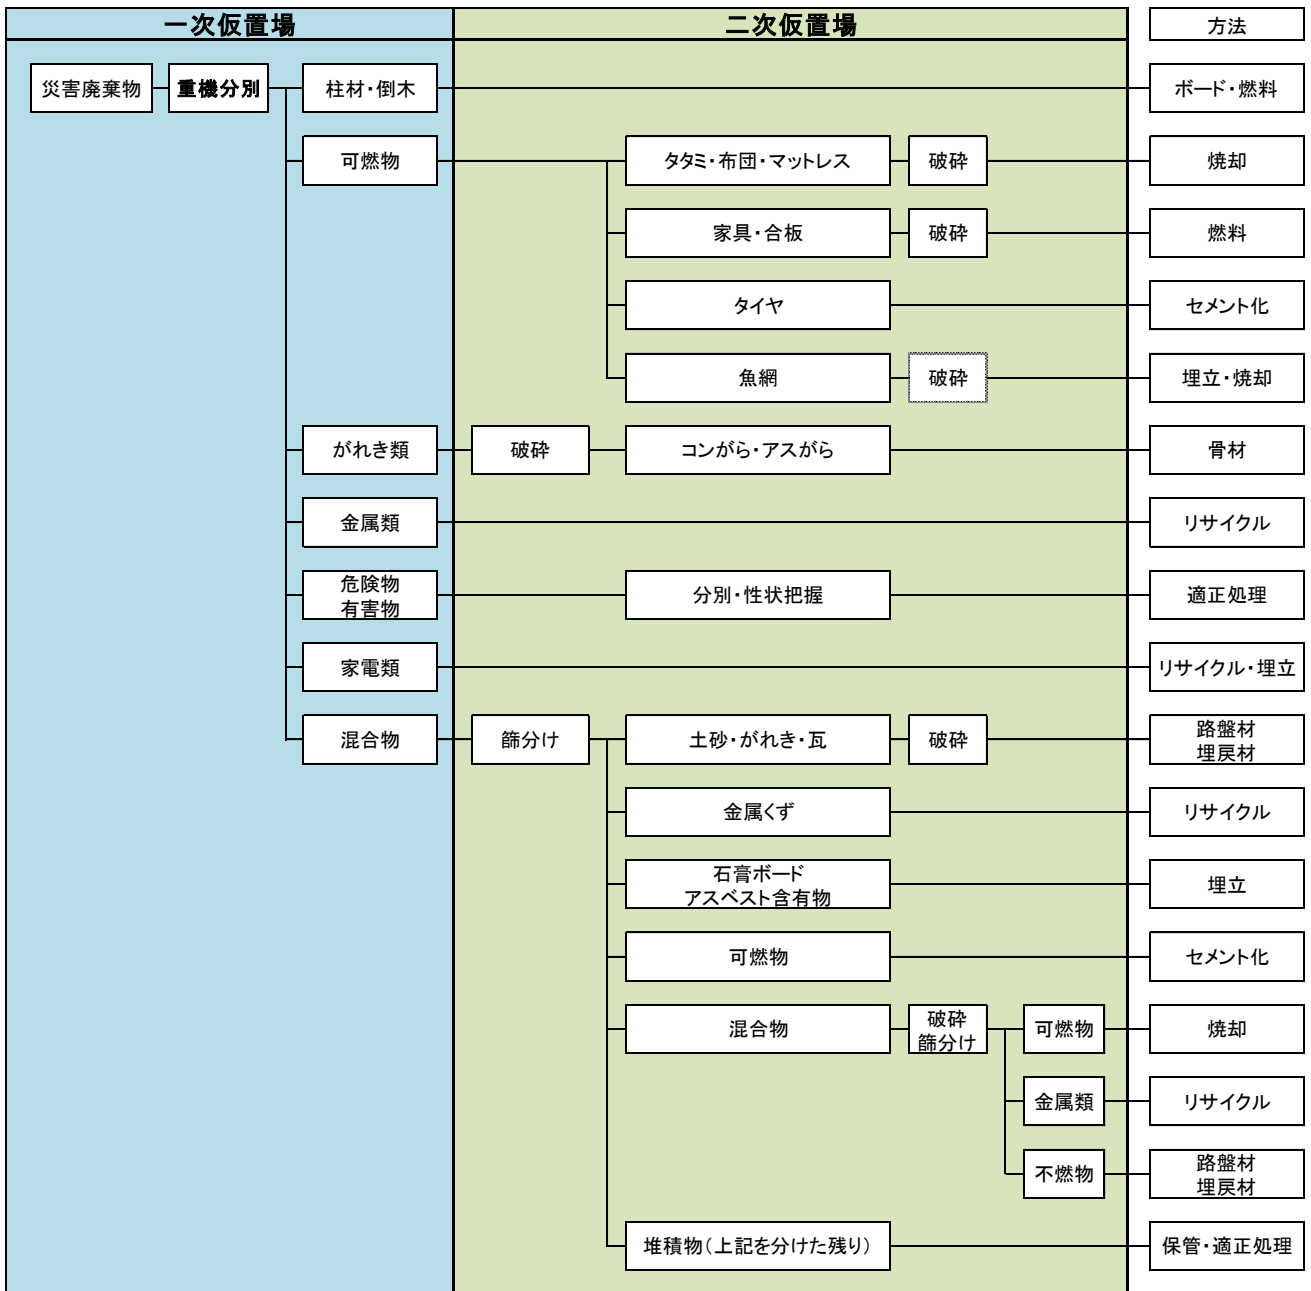 一次仮置場
二次仮置場
方法
災害廃棄物
重機分別
柱材・倒木
ボード・燃料
可燃物
タタミ・布団・マットレス
破砕
焼却
家具・合板
破砕
燃料
タイヤ
セメント化
魚網
破砕
埋立・焼却
がれき類
破砕
コンがら・アスがら
骨材
金属類
リサイクル
危険物
有害物
分別・性状把握
適正処理
家電類
リサイクル・埋立
混合物
篩分け
土砂・がれき・瓦
破砕
路盤材
埋戻材
金属くず
リサイクル
石膏ボード
アスベスト含有物
埋立
可燃物
セメント化
混合物
破砕
篩分け
可燃物
焼却
金属類
リサイクル
不燃物
路盤材
埋戻材
堆積物(上記を分けた残り)
保管・適正処理